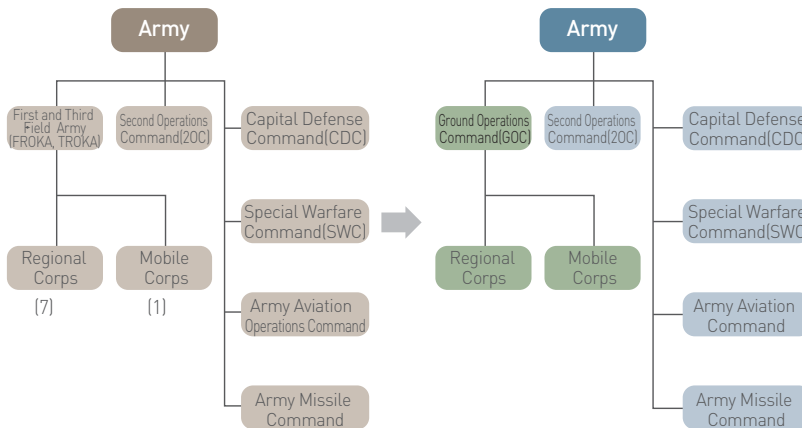 Army
First and Third
Field Army
(FROKA, TROKA)
Second Operations
Command(2OC)
Capital Defense
Command(CDC)
Special Warfare
Command(SWC)
Regional
Corps
(7)
Mobile
Corps
(1)
Army Aviation
Operations Command
Army Missile
Command
Army
Ground Operations
Command(GOC)
Second Operations
Command(2OC)
Capital Defense
Command(CDC
Special Warfare
Command(SWC
Regional
Corps
Mobile
Corps
Army Aviation
Command
Army Missile
Command